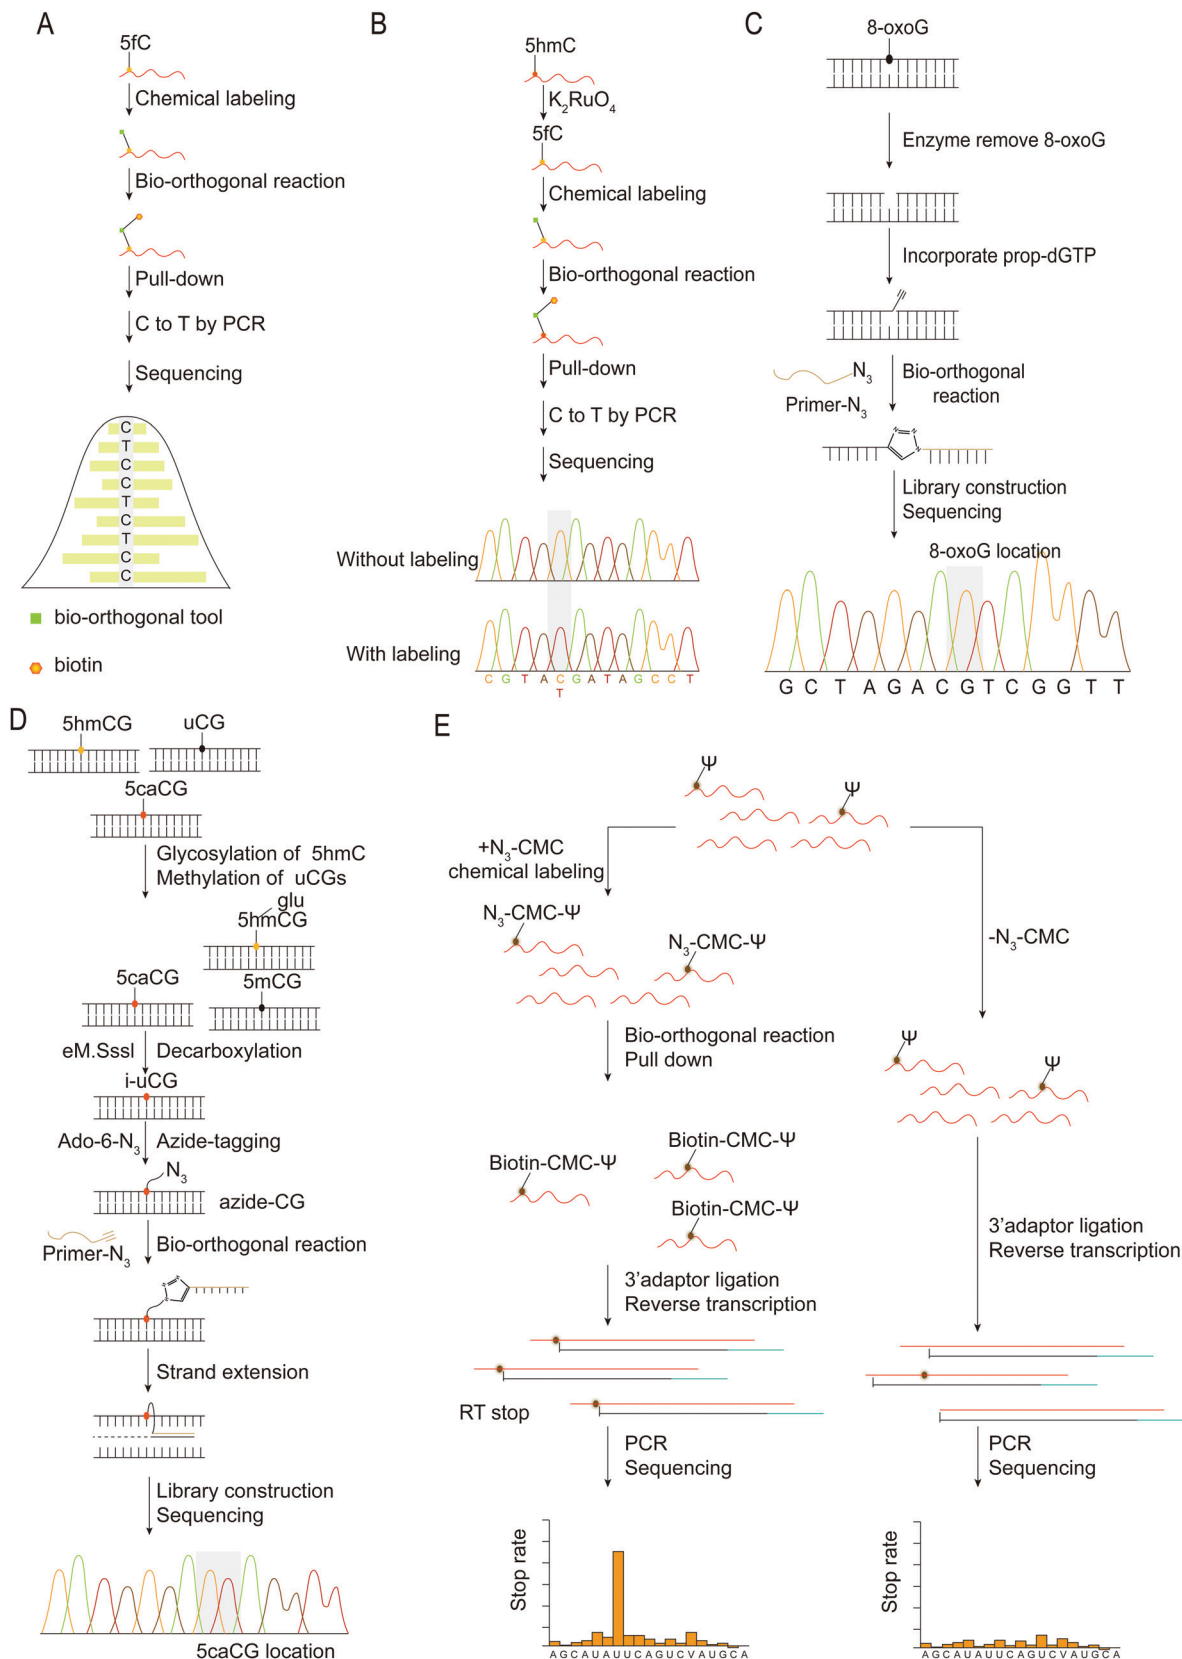 A
5fC
Chemical labeling
Bio-orthogonal reaction
Pull-down
C to T by PCR
Sequencing
C
T
C
C
T
C
T
C
C
bio-orthogonal tool
biotin
B
5hmC
K2RuO4
5fC
Chemical labeling
Bio-orthogonal reaction
Pull-down
C to T by PCR
Sequencing
Without labeling
With labeling
C G T A C G A T A G C C T
T
C
8-oxoG
Enzyme remove 8-oxoG
Incorporate prop-dGTP
N3
Primer-N3
Bio-orthogonal
reaction
N N
N
Library construction
Sequencing
8-oxoG location
G C T A G A C G T C G G T T
D
5hmCG
uCG
5caCG
Glycosylation of 5hmC
Methylation of uCGs
glu
5hmCG
5caCG
5mCG
eM.SssI
Decarboxylation
i-uCG
Ado-6-N3
Azide-tagging
N3
azide-CG
Primer-N3
Bio-orthogonal reaction
Strand extension
Library construction
Sequencing
5caCG location
E
Ψ
Ψ
+N3-CMC
chemical labeling
N3-CMC-Ψ
N3-CMC-Ψ
-N3-CMC
Bio-orthogonal reaction
Pull down
Ψ
Ψ
Biotin-CMC-Ψ
Biotin-CMC-Ψ
Biotin-CMC-Ψ
3'adaptor ligation
Reverse transcription
3'adaptor ligation
Reverse transcription
RT stop
PCR
Sequencing
PCR
Sequencing
Stop rate
A G C A U A U U C A G U C V A U G C A
Stop rate
A G C A U A U U C A G U C V A U G C A